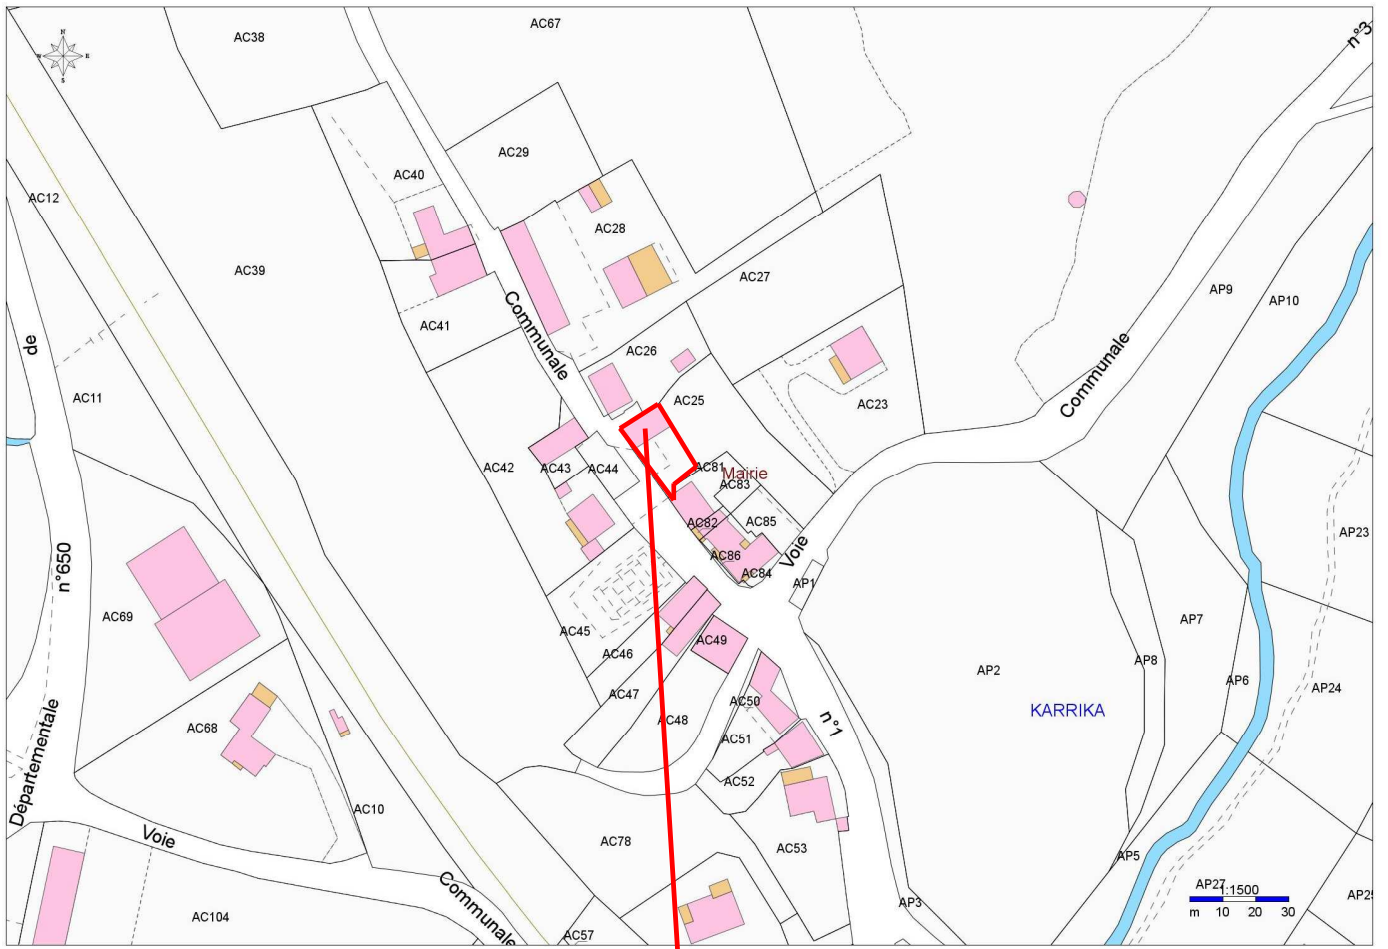 AC38
AC67
n°3
N
W
E
S
AC29
AC40
AC12
AC28
AC39
AC27
AP9
AP10
Communale
AC41
de
AC26
Communale
AC11
AC25
AC23
AC42
AC43
AC44
AC81
Mairie
AC83
AC82
AC85
AP23
n°650
AC86
Voie
AC84
AP1
AC69
AP7
AC45
AC49
AC46
AP8
AP2
AP6
AP24
AC47
AC50
KARRIKA
AC48
n°1
AC68
AC51
Départementale
AC52
AC10
Voie
AC78
AC53
AP5
AP27
1:1500
Communale
AP25
AP3
m 10 20 30
AC104
AC57